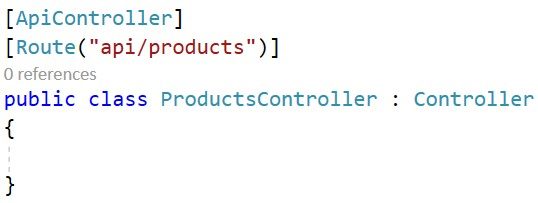 [ApiController]
[Route("api/products")]
0 references
public class ProductsController : Controller
{
}